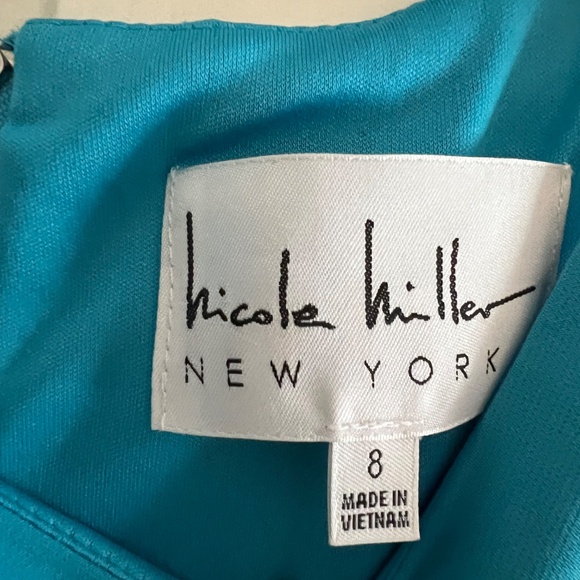 Nicole Miller
NEW YORK
8
MADE IN
VIETNAM